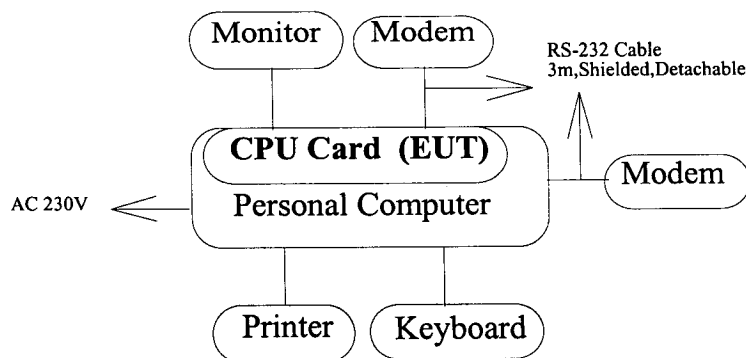 Monitor
Modem
RS-232 Cable
3m,Shielded,Detachable
CPU Card (EUT)
Modem
AC 230V
Personal Computer
Printer
Keyboard